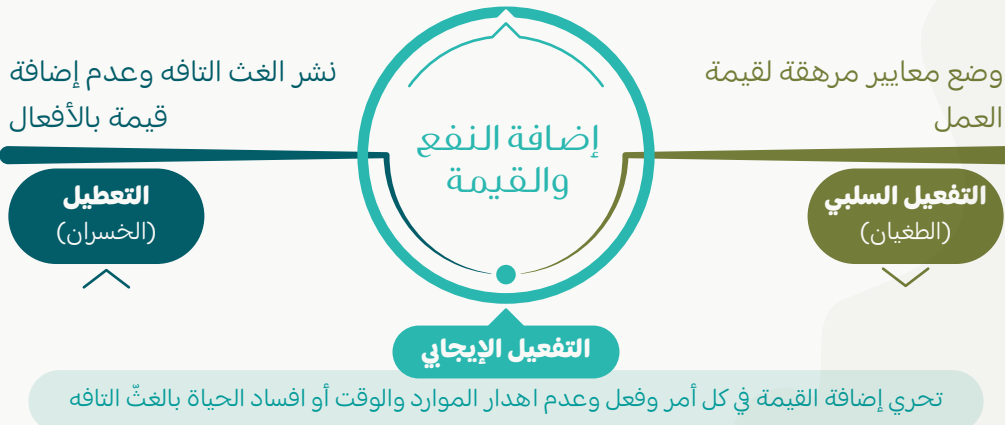 وضع معايير مرهقة لقيمة
العمل
التفعيل السلبي
(الطغيان)
إضافة النفع
والقيمة
نشر الغث التافه وعدم إضافة
قيمة بالأفعال
التعطيل
(الخسران)
التفعيل الإيجابي
تحري إضافة القيمة في كل أمر وفعل وعدم اهدار الموارد والوقت أو افساد الحياة بالغثّ التافه